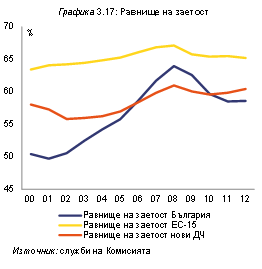 Графика 3.17: Равнище на заетост
%
65
60
55
50
45
00 01 02 03 04 05 06 07 08 09 10 11 12
Равнище на заетост България
Равнище на заетост ЕС-15
Равнище на заетост нови ДЧ
Източник: служби на Комисията